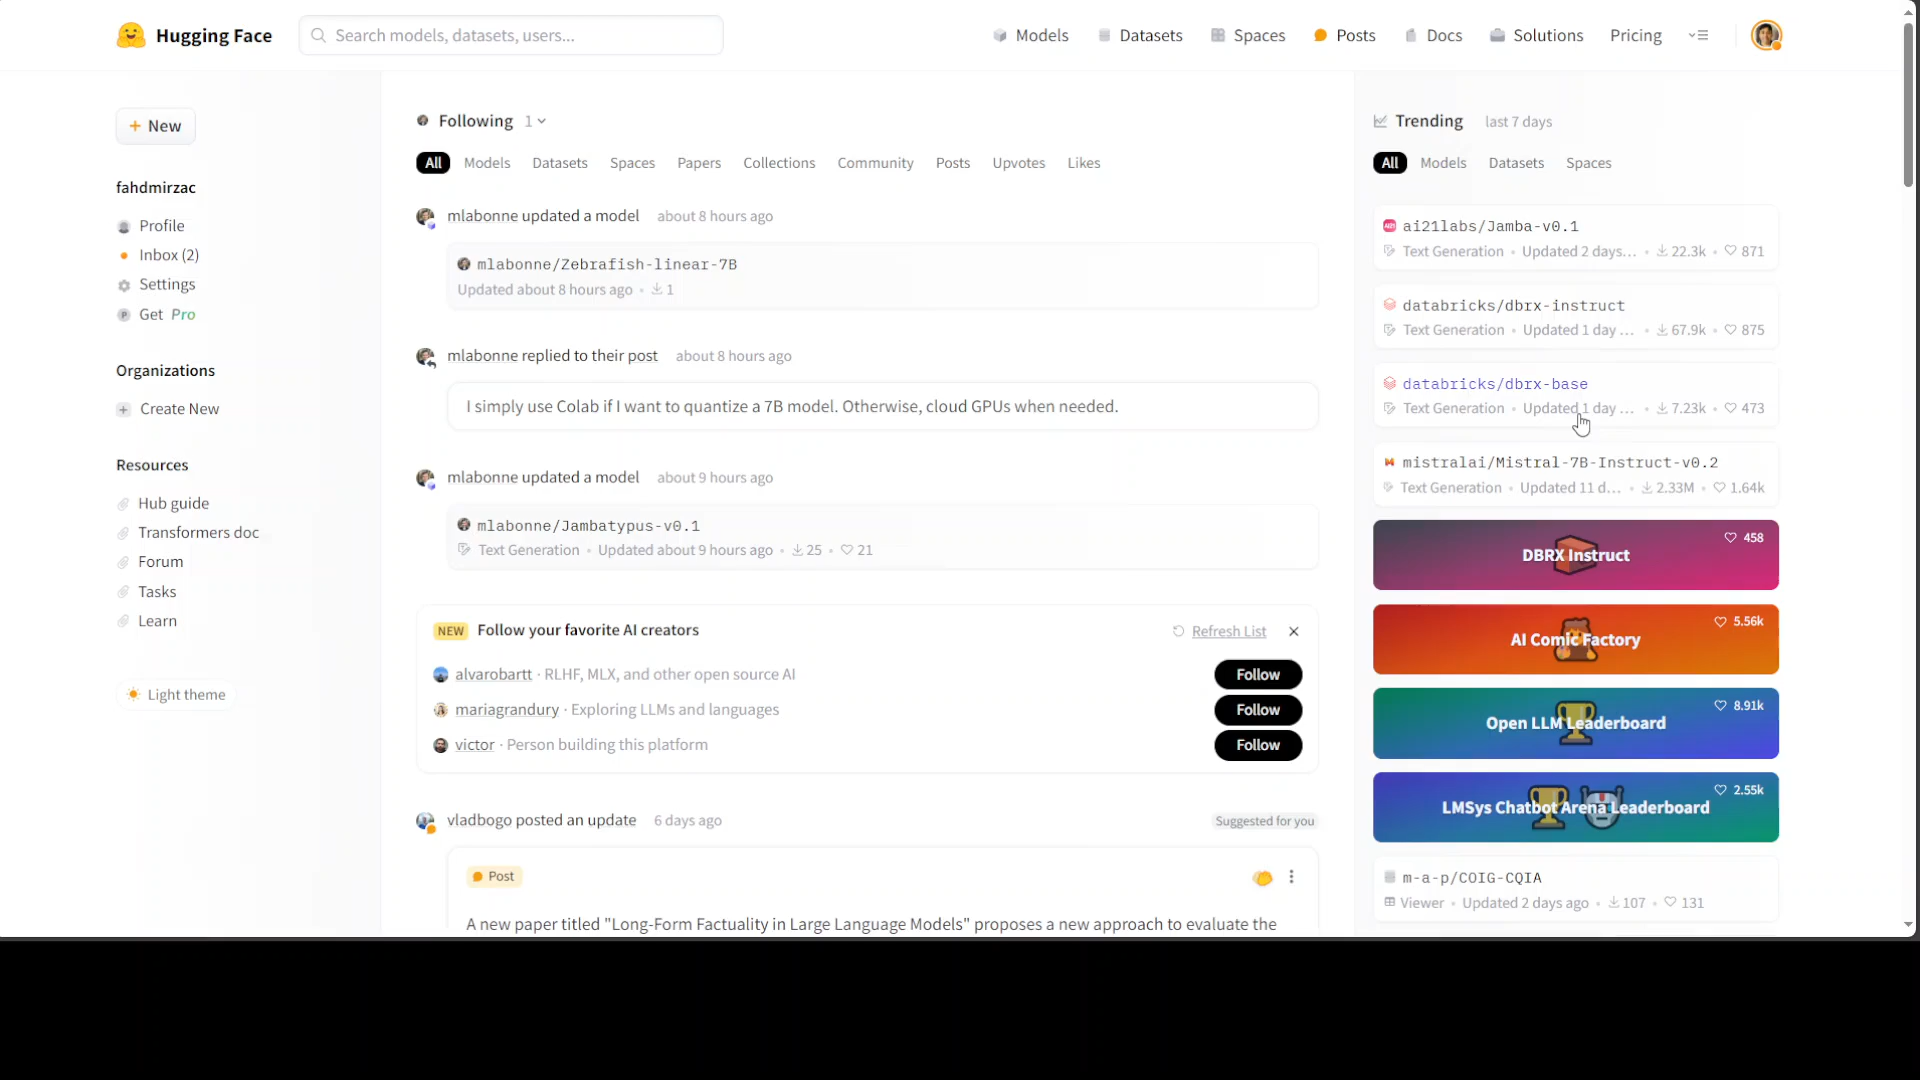 Hugging Face
Search models, datasets, users...
Models
Datasets
Spaces
Posts
Docs
Solutions
Pricing
+ New
fahdmirzac
Profile
Inbox (2)
Settings
Get Pro
Organizations
Create New
Resources
Hub guide
Transformers doc
Forum
Tasks
Learn
Light theme
Following 1
All Models Datasets Spaces Papers Collections Community Posts Upvotes Likes
mlabonne updated a model about 8 hours ago
mlabonne/Zebrafish-linear-7B
Updated about 8 hours ago • 1
mlabonne replied to their post about 8 hours ago
I simply use Colab if I want to quantize a 7B model. Otherwise, cloud GPUs when needed.
mlabonne updated a model about 9 hours ago
mlabonne/Jambatypus-v0.1
Text Generation • Updated about 9 hours ago • 25 • 21
NEW Follow your favorite AI creators Refresh List
alvarobartt · RLHF, MLX, and other open source AI Follow
mariagrandury · Exploring LLMs and languages Follow
victor · Person building this platform Follow
vladbogo posted an update 6 days ago Suggested for you
Post
A new paper titled "Long-Form Factuality in Large Language Models" proposes a new approach to evaluate the
Trending last 7 days
All Models Datasets Spaces
ai21labs/Jamba-v0.1
Text Generation • Updated 2 days... • 22.3k • 871
databricks/dbrx-instruct
Text Generation • Updated 1 day ... • 67.9k • 875
databricks/dbrx-base
Text Generation • Updated 1 day ... • 7.23k • 473
mistralai/Mistral-7B-Instruct-v0.2
Text Generation • Updated 11 d... • 2.33M • 1.64k
458
DBRX Instruct
5.56k
AI Comic Factory
8.91k
Open LLM Leaderboard
2.55k
LMSys Chatbot Arena Leaderboard
m-a-p/COIG-CQIA
Viewer • Updated 2 days ago • 107 • 131